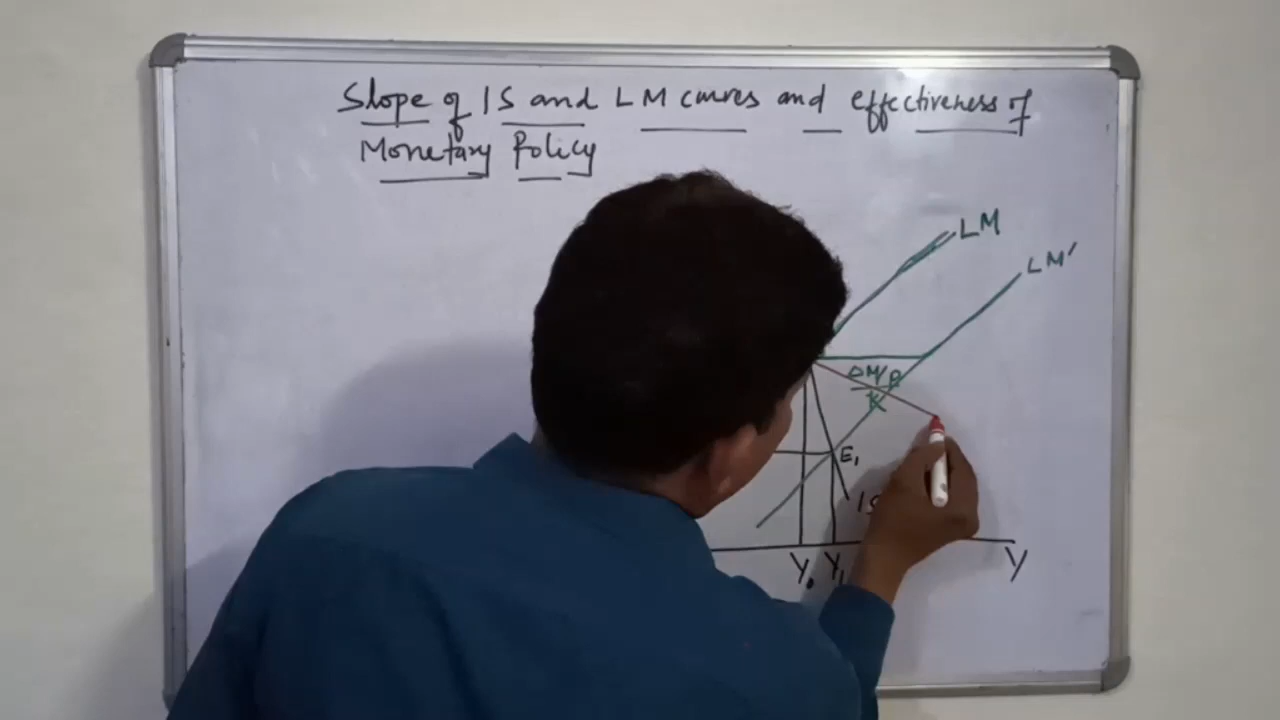 Slope of IS and LM curves and effectiveness of
Monetary Policy
LM
LM'
ΔM/P
K
E₁
IS
Y₀ Y₁ Y